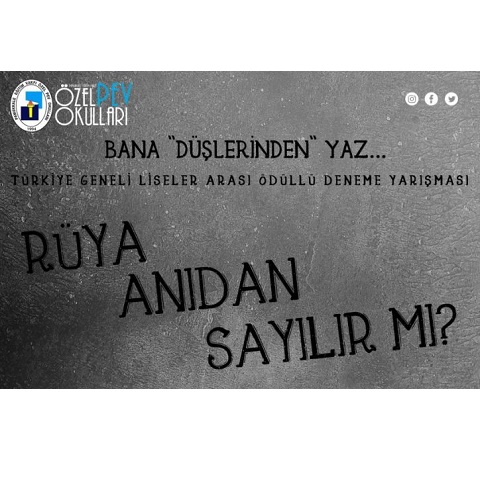 ÖZEL PEV
OKULLARI
BANA "DÜŞLERİNDEN" YAZ...
TÜRKİYE GENELİ LİSELER ARASI ÖDÜLLÜ DENEME YARIŞMASI
RÜYA
ANIDAN
SAYILIR MI?